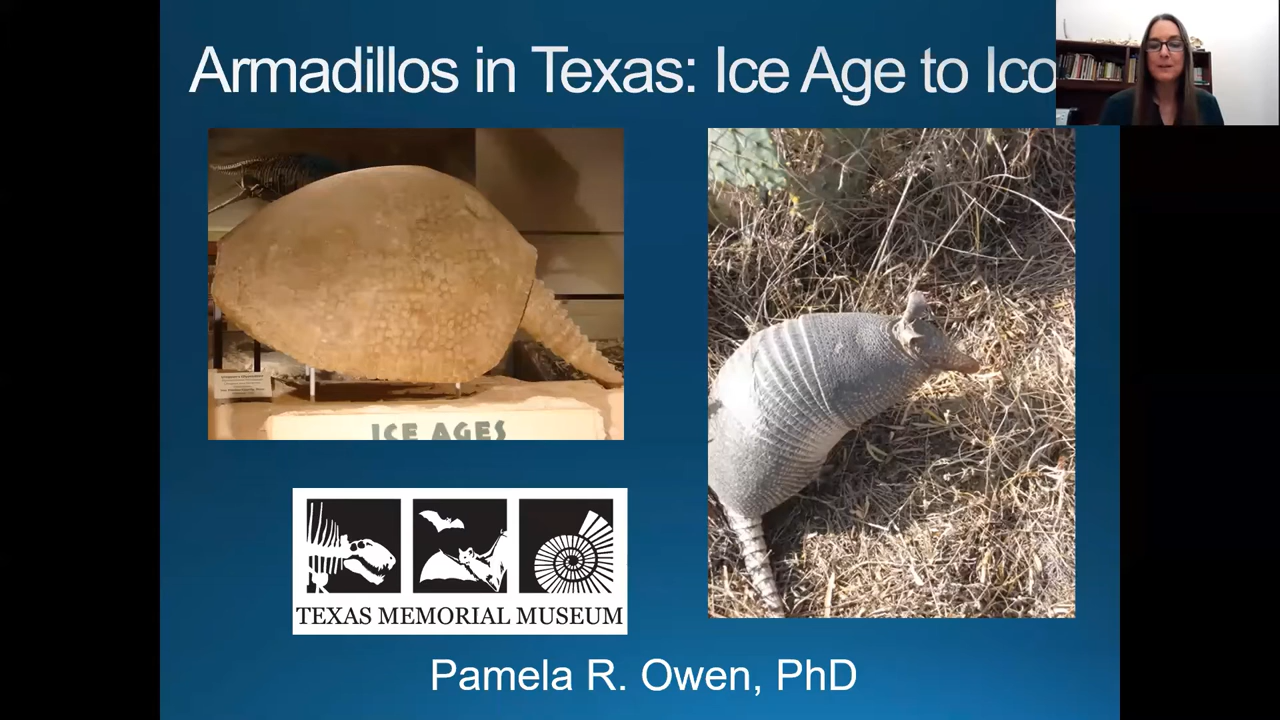 Armadillos in Texas: Ice Age to Ico
ICE AGES
TEXAS MEMORIAL MUSEUM
Pamela R. Owen, PhD